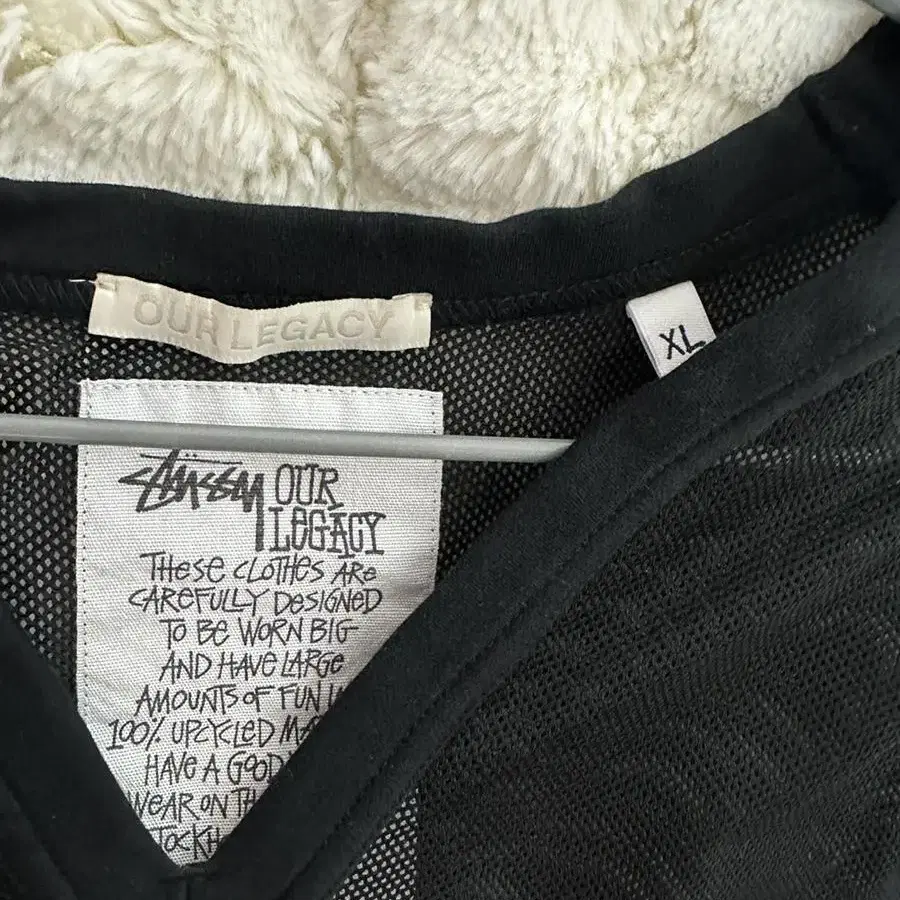 OUR LEGACY
XL
STÜSSY OUR
LEGACY
THESE CLOTHES ARE
CAREFULLY DESIGNED
TO BE WORN BIG
AND HAVE LARGE
AMOUNTS OF FUN
100% UPCYCLED
HAVE A GOOD
WEAR ON